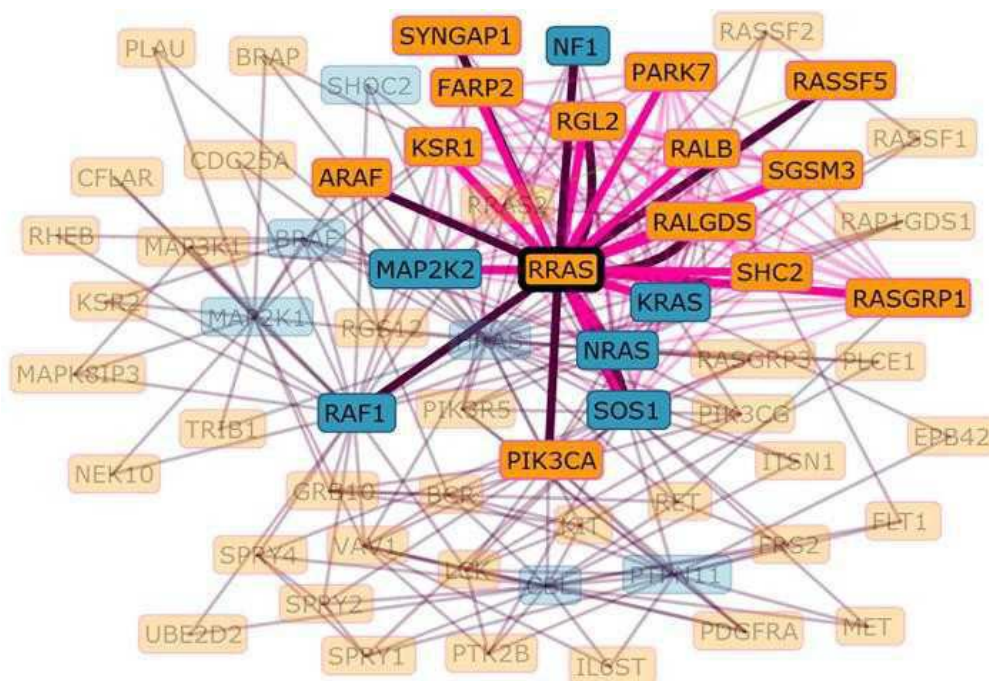 SYNGAP1
NF1
RASSF2
PLAU
BRAP
PARK7
SHOC2
FARP2
RASSF5
RGL2
KSR1
RALB
RASSF1
CDC25A
SGSM3
CFLAR
ARAF
RRAS2
RALGDS
RAP1GDS1
RHEB
MAP3K1
BRAF
MAP2K2
RRAS
SHC2
RASGRP1
KSR2
KRAS
MAP2K1
RGS12
HRAS
NRAS
RASGRP3
PLCE1
MAPK8IP3
RAF1
PIK3R5
SOS1
PIK3CG
TRIB1
EPB42
PIK3CA
ITSN1
NEK10
GRB10
BCR
RET
KIT
FLT1
VAV1
FRS2
SPRY4
LCK
CBL
PTPN11
SPRY2
UBE2D2
PDGFRA
MET
SPRY1
PTK2B
IL6ST